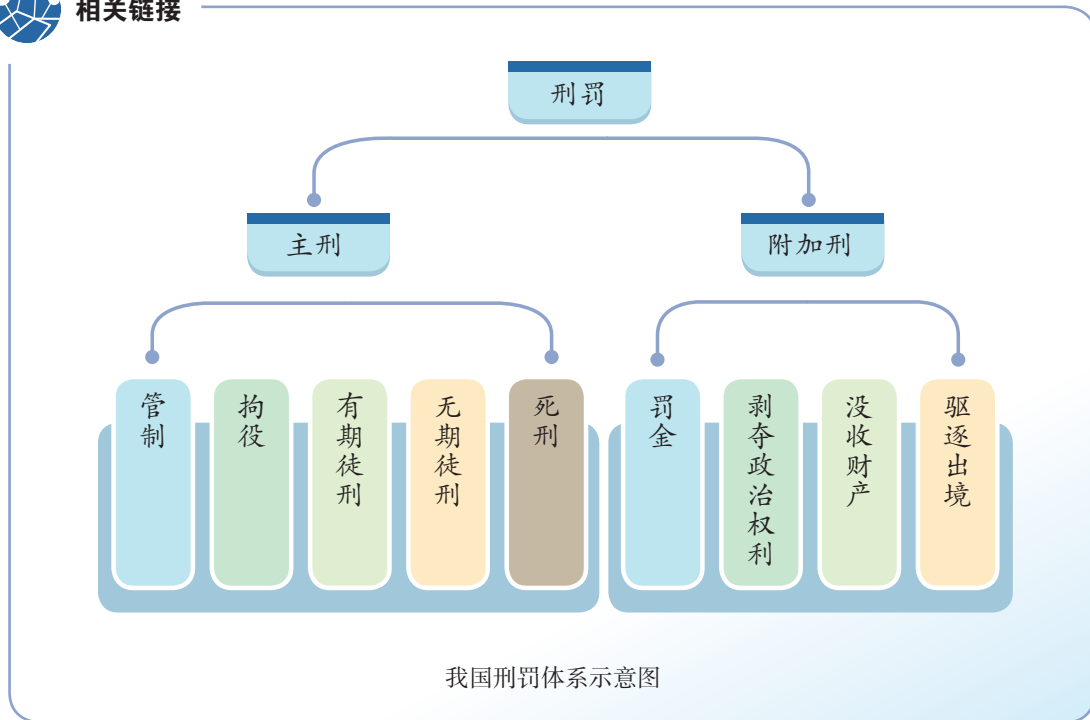 相关链接
刑罚
主刑
附加刑
管制
拘役
有期徒刑
无期徒刑
死刑
罚金
剥夺政治权利
没收财产
驱逐出境
我国刑罚体系示意图